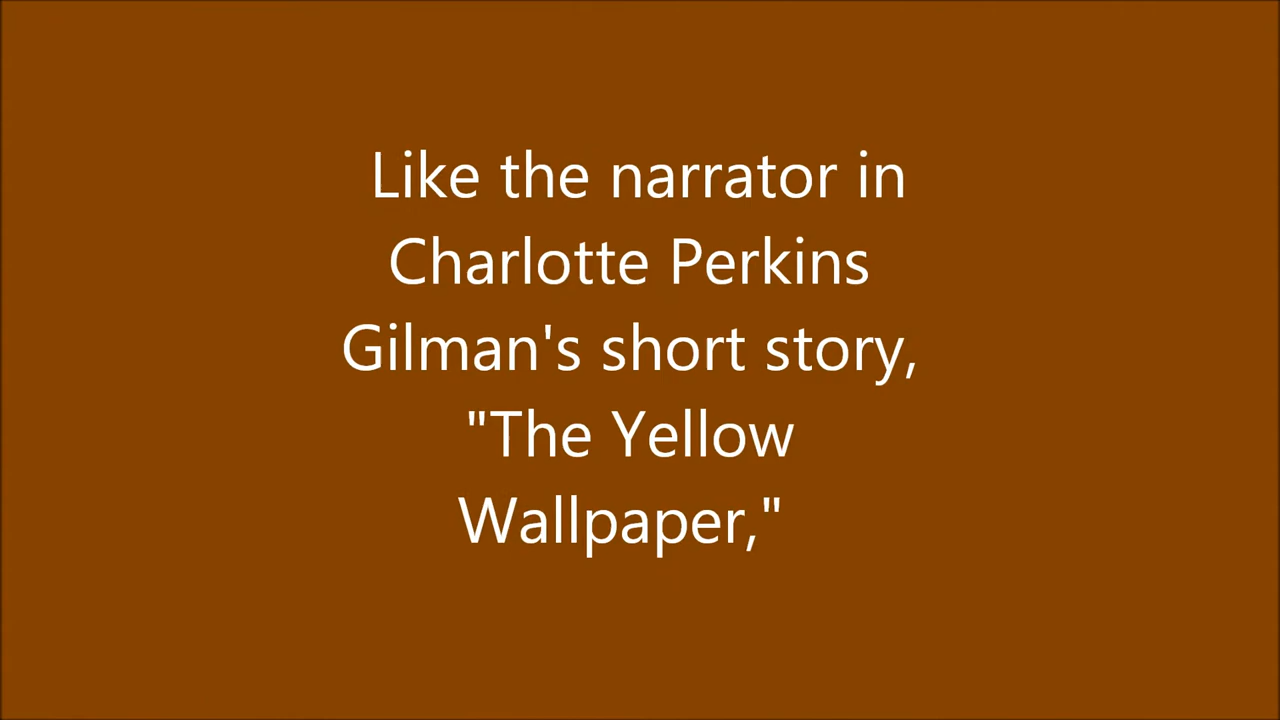 Like the narrator in
Charlotte Perkins
Gilman's short story,
"The Yellow
Wallpaper,"